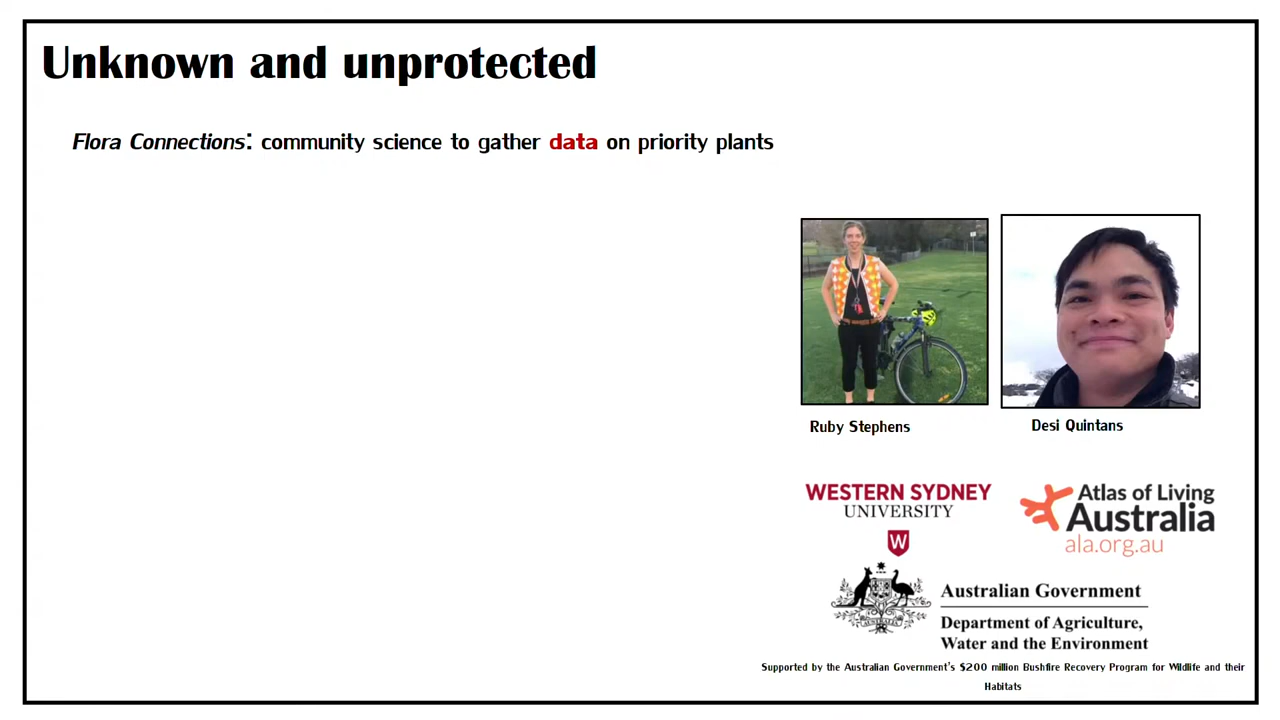 Unknown and unprotected
Flora Connections: community science to gather data on priority plants
Ruby Stephens
Desi Quintans
WESTERN SYDNEY
UNIVERSITY
W
Atlas of Living
Australia
ala.org.au
AUSTRALIA
Australian Government
Department of Agriculture,
Water and the Environment
Supported by the Australian Government's $200 million Bushfire Recovery Program for Wildlife and their
Habitats